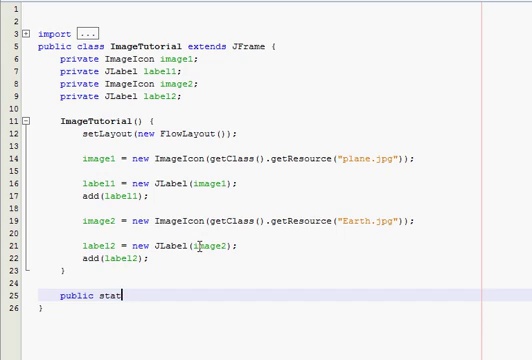 1
2
3 import ...
5 public class ImageTutorial extends JFrame {
6 private ImageIcon image1;
7 private JLabel label1;
8 private ImageIcon image2;
9 private JLabel label2;
10
11 ImageTutorial() {
12 setLayout(new FlowLayout());
13
14 image1 = new ImageIcon(getClass().getResource("plane.jpg"));
15
16 label1 = new JLabel(image1);
17 add(label1);
18
19 image2 = new ImageIcon(getClass().getResource("Earth.jpg"));
20
21 label2 = new JLabel(image2);
22 add(label2);
23 }
24
25 public stat
26 }